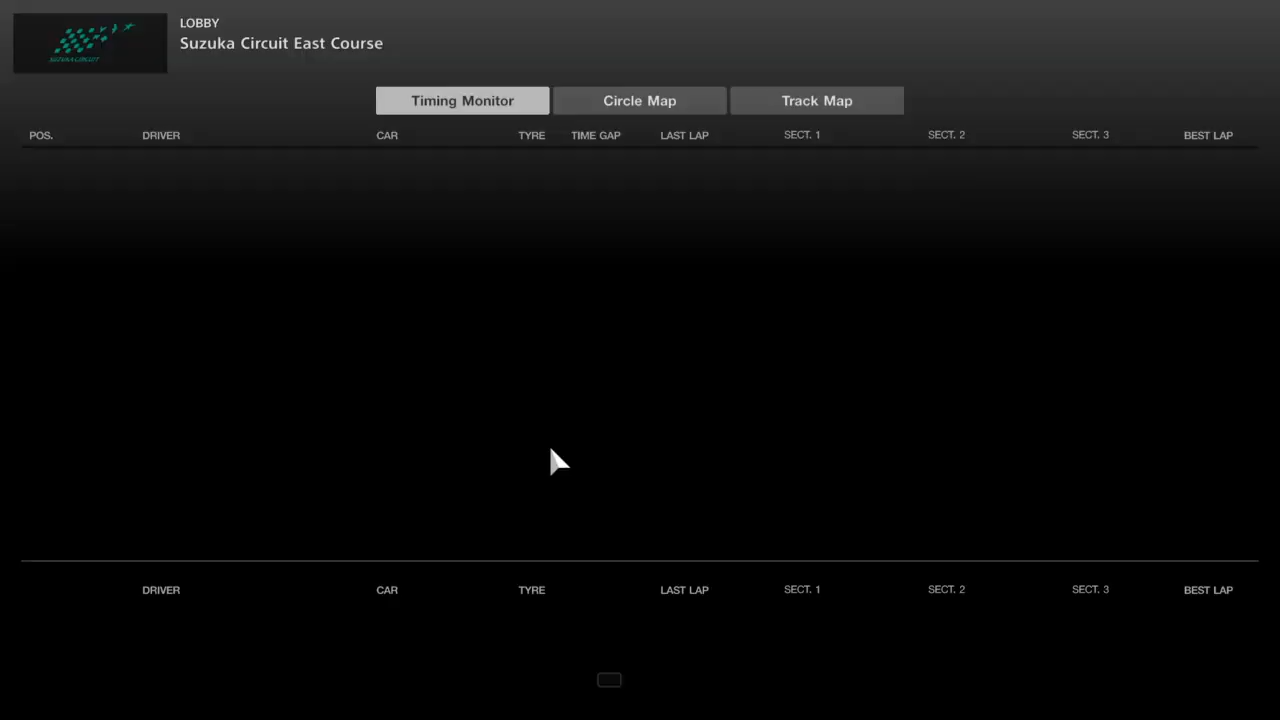 LOBBY
Suzuka Circuit East Course
SUZUKA CIRCUIT
Timing Monitor Circle Map Track Map
POS. DRIVER CAR TYRE TIME GAP LAST LAP SECT. 1 SECT. 2 SECT. 3 BEST LAP
DRIVER CAR TYRE LAST LAP SECT. 1 SECT. 2 SECT. 3 BEST LAP